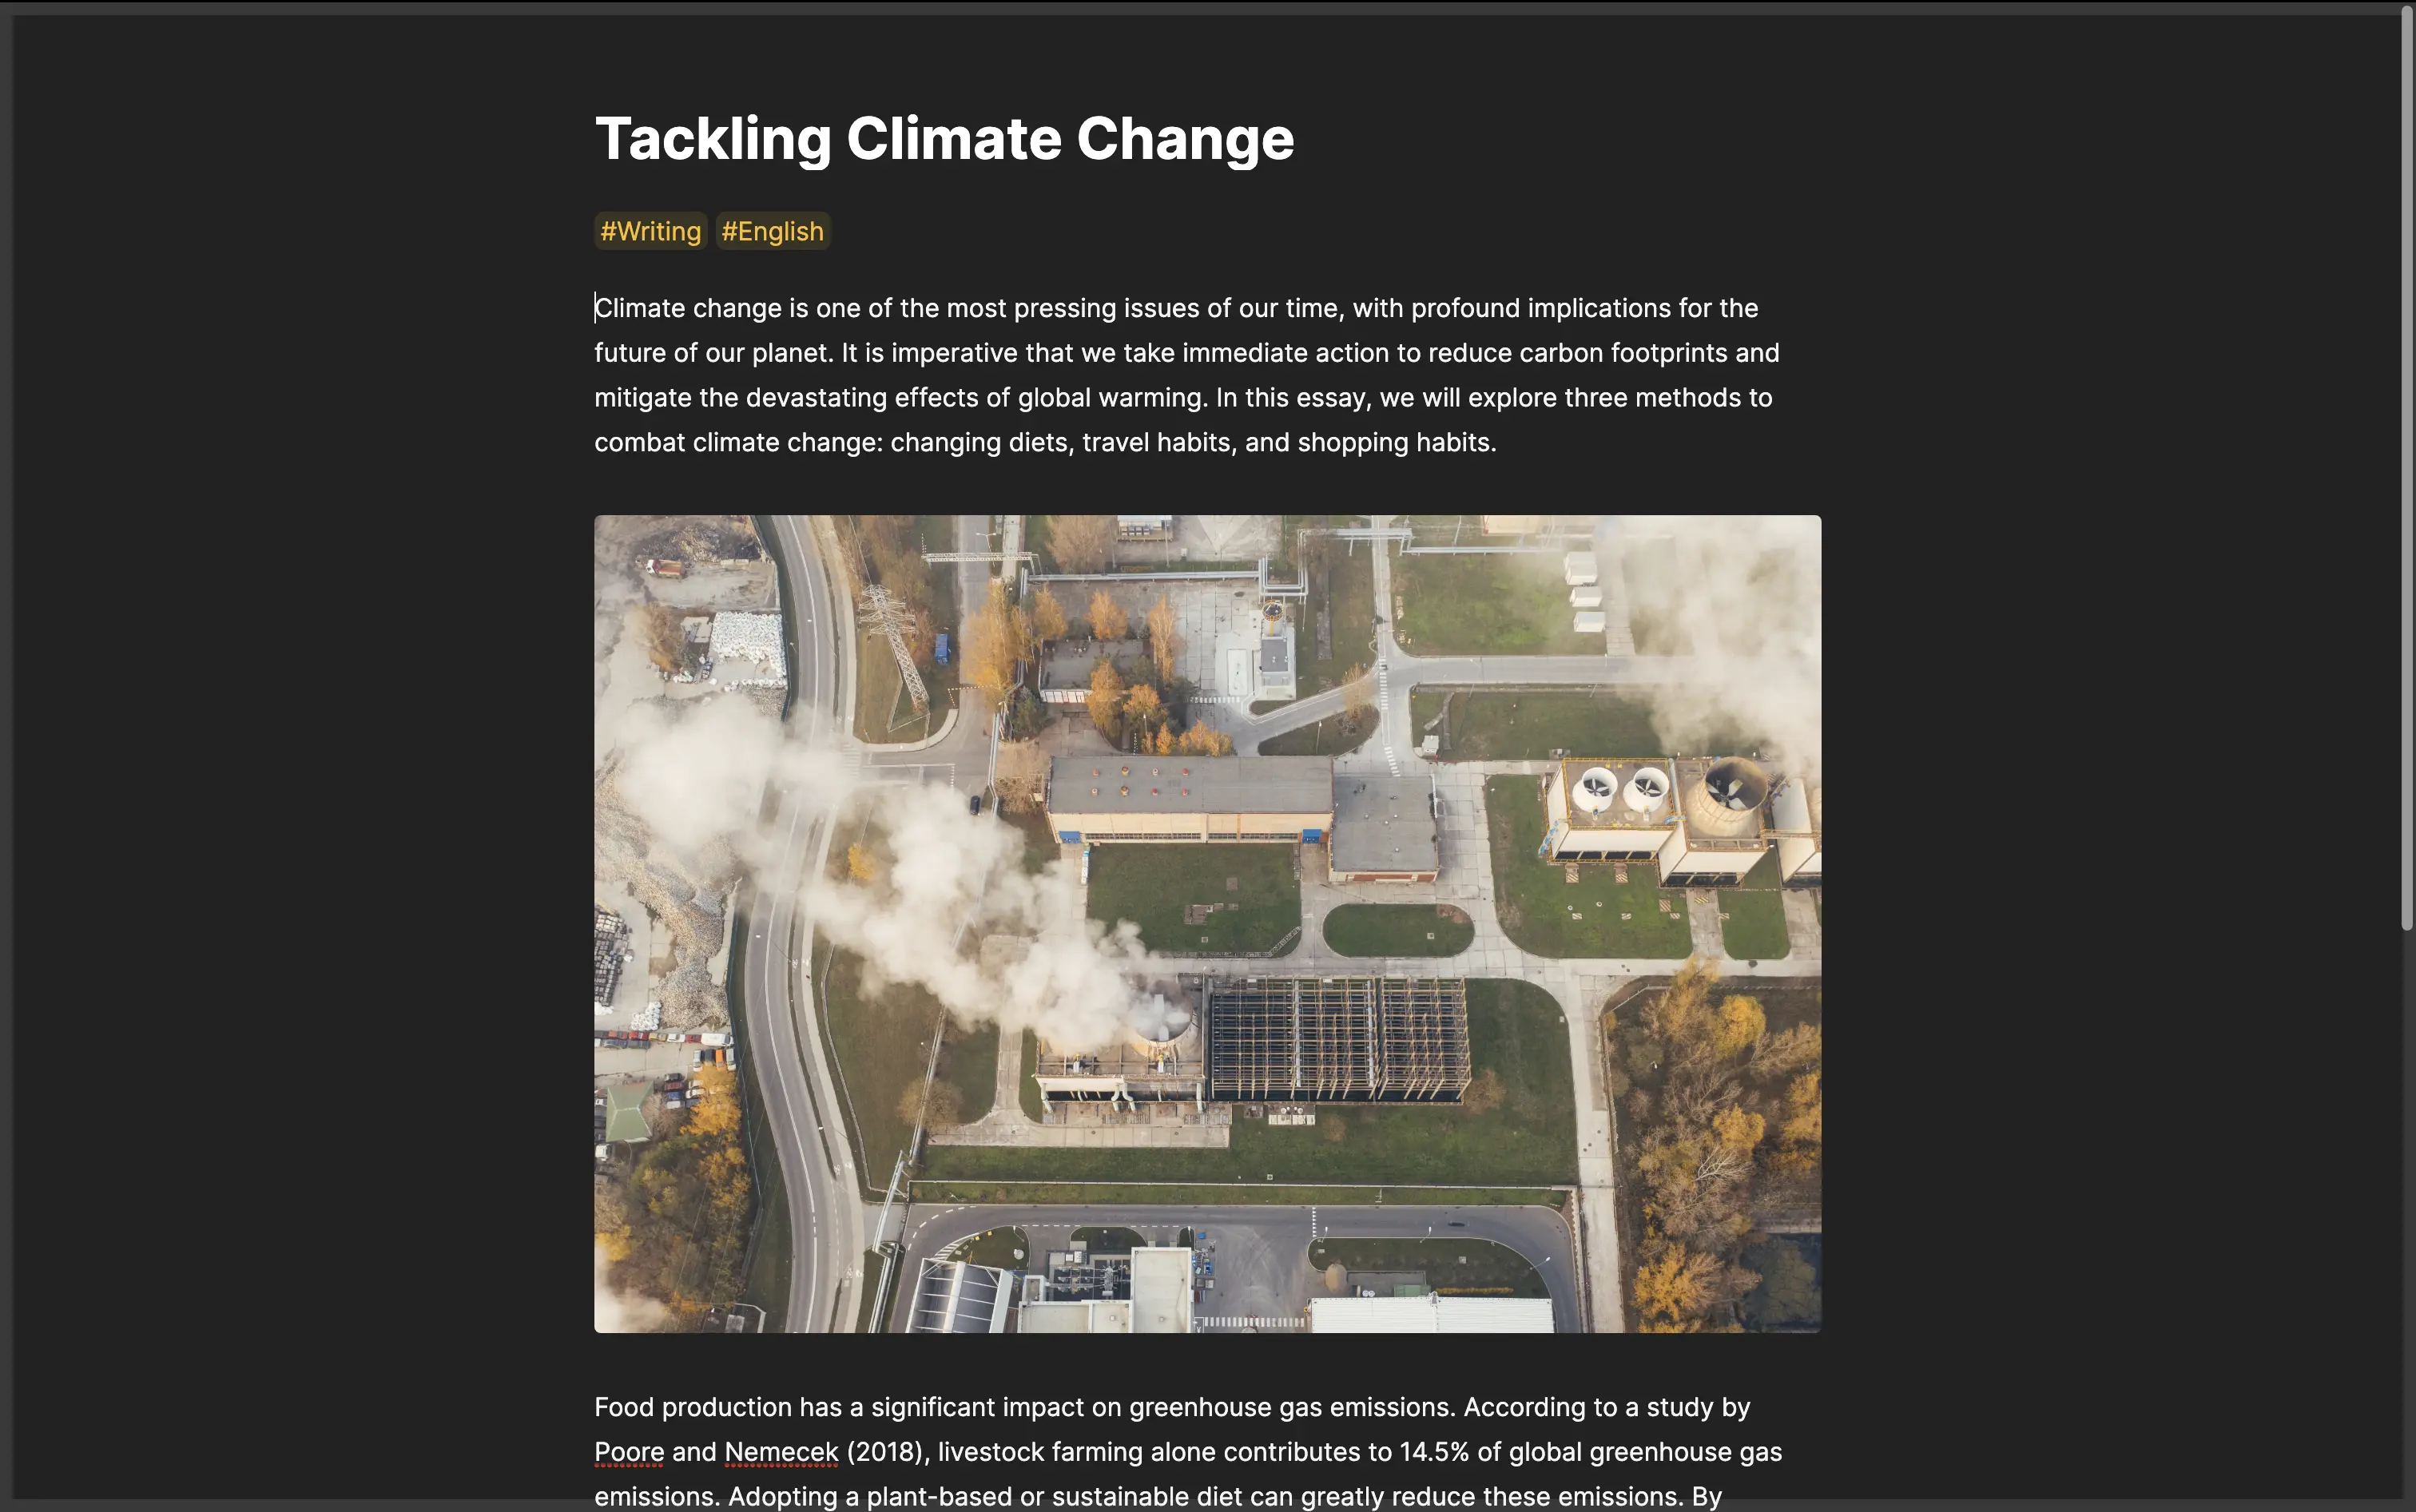 Tackling Climate Change
#Writing #English
Climate change is one of the most pressing issues of our time, with profound implications for the
future of our planet. It is imperative that we take immediate action to reduce carbon footprints and
mitigate the devastating effects of global warming. In this essay, we will explore three methods to
combat climate change: changing diets, travel habits, and shopping habits.
Food production has a significant impact on greenhouse gas emissions. According to a study by
Poore and Nemecek (2018), livestock farming alone contributes to 14.5% of global greenhouse gas
emissions. Adopting a plant-based or sustainable diet can greatly reduce these emissions. By